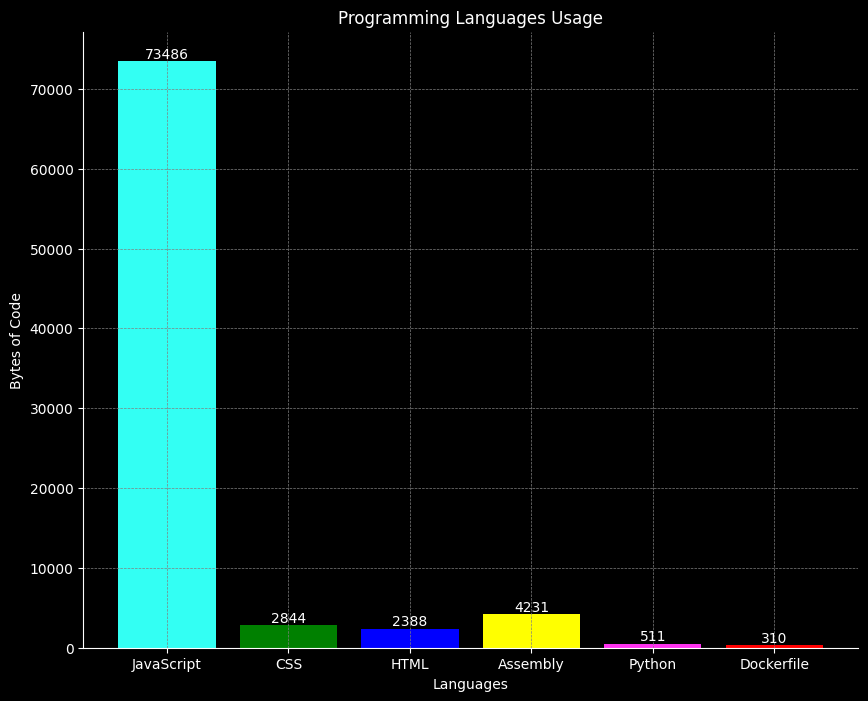 Programming Languages Usage
73486
70000
60000
50000
40000
30000
20000
10000
0
Bytes of Code
2844
2388
4231
511
310
JavaScript
CSS
HTML
Assembly
Python
Dockerfile
Languages